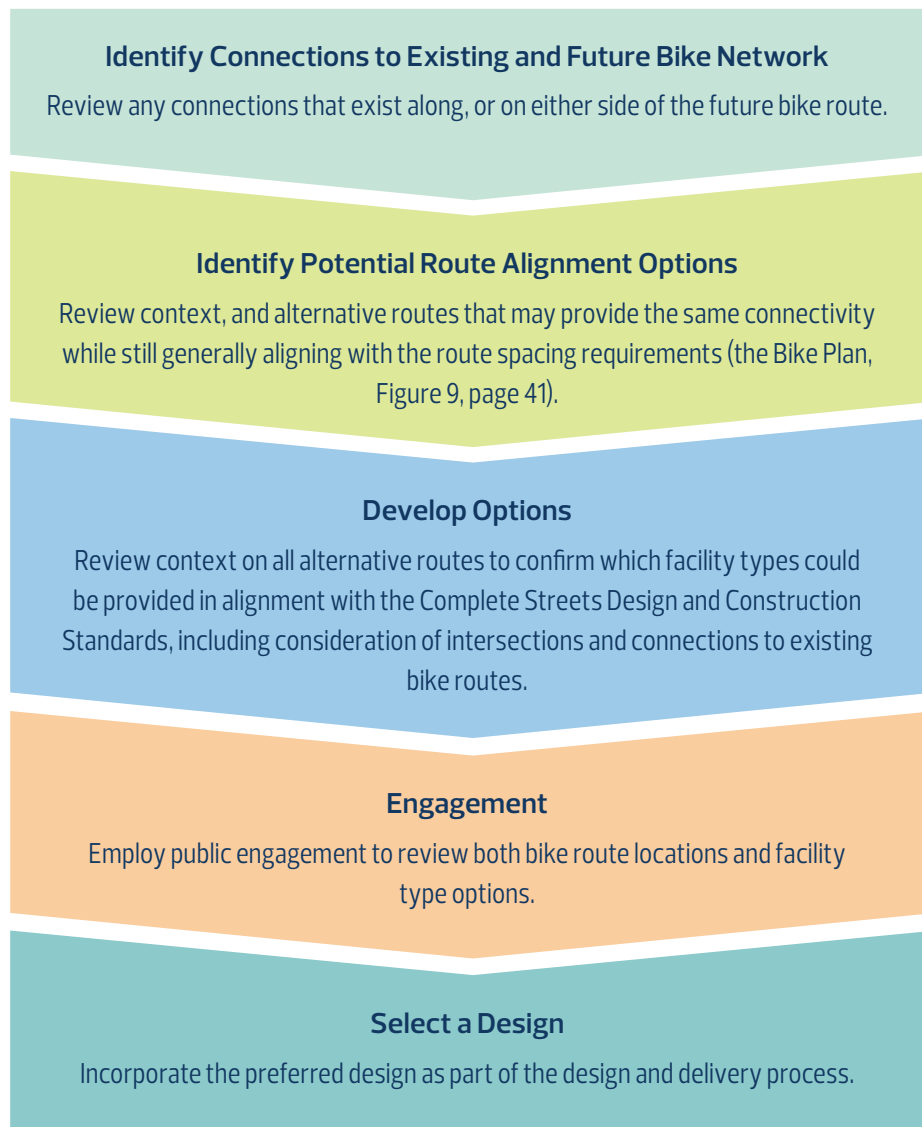 Identify Connections to Existing and Future Bike Network
Review any connections that exist along, or on either side of the future bike route.
Identify Potential Route Alignment Options
Review context, and alternative routes that may provide the same connectivity
while still generally aligning with the route spacing requirements (the Bike Plan,
Figure 9, page 41).
Develop Options
Review context on all alternative routes to confirm which facility types could
be provided in alignment with the Complete Streets Design and Construction
Standards, including consideration of intersections and connections to existing
bike routes.
Engagement
Employ public engagement to review both bike route locations and facility
type options.
Select a Design
Incorporate the preferred design as part of the design and delivery process.